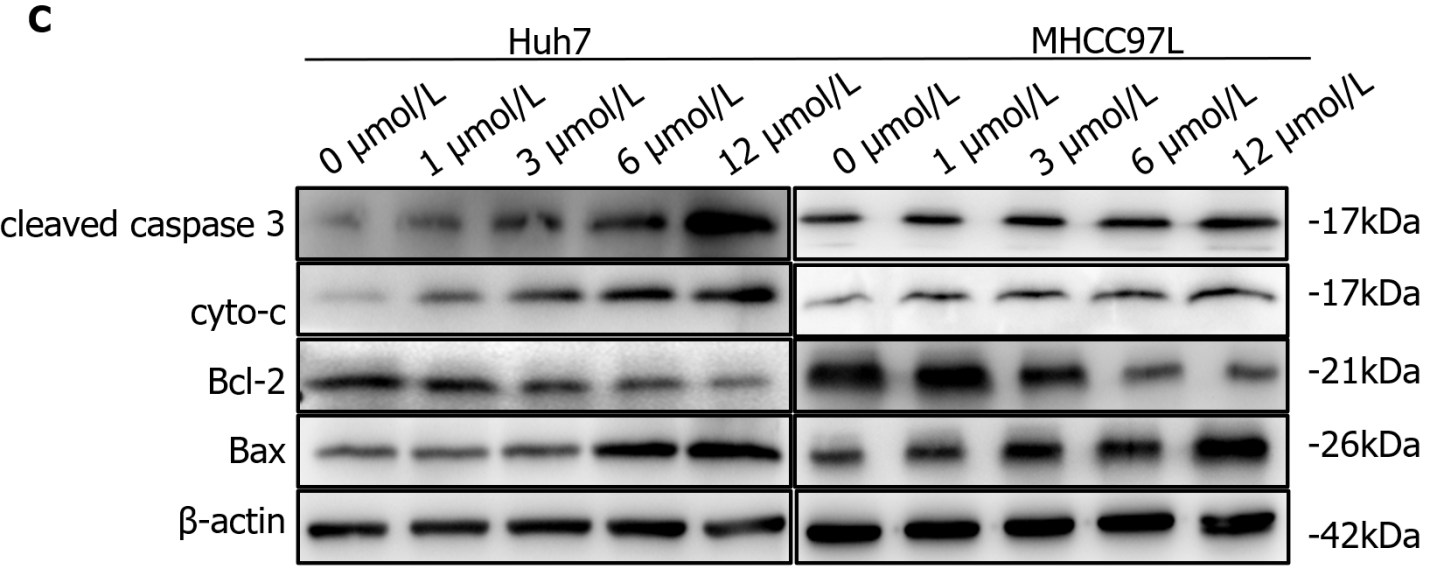 C
Huh7 MHCC97L
0 µmol/L 1 µmol/L 3 µmol/L 6 µmol/L 12 µmol/L 0 µmol/L 1 µmol/L 3 µmol/L 6 µmol/L 12 µmol/L
cleaved caspase 3 -17kDa
cyto-c -17kDa
Bcl-2 -21kDa
Bax -26kDa
β-actin -42kDa